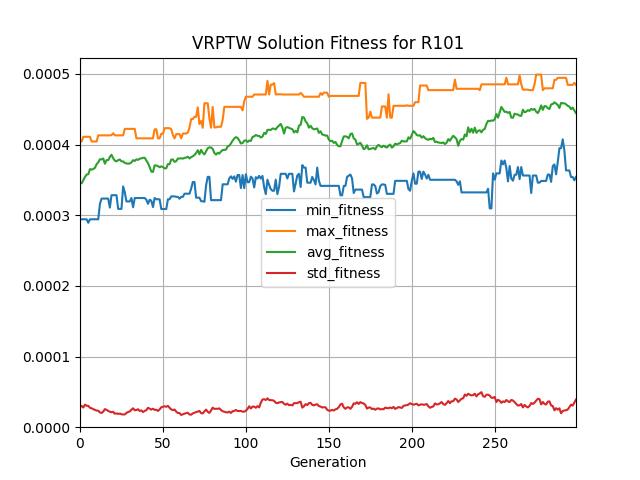 VRPTW Solution Fitness for R101
0.0005
0.0004
0.0003
0.0002
0.0001
0.0000
min_fitness
max_fitness
avg_fitness
std_fitness
0 50 100 150 200 250
Generation